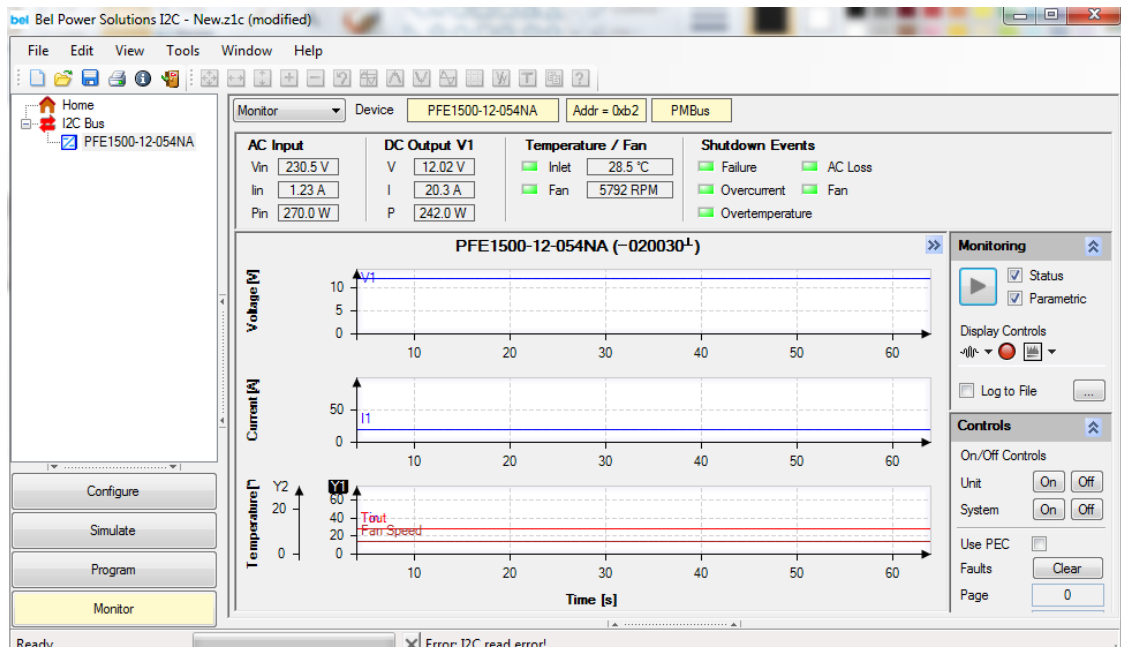 bel Bel Power Solutions I2C - New.z1c (modified)
File Edit View Tools Window Help
Home
I2C Bus
PFE1500-12-054NA
Monitor Device PFE1500-12-054NA Addr = 0xb2 PMBus
AC Input DC Output V1 Temperature / Fan Shutdown Events
Vin 230.5 V V 12.02 V Inlet 28.5 °C Failure AC Loss
Iin 1.23 A I 20.3 A Fan 5792 RPM Overcurrent Fan
Pin 270.0 W P 242.0 W Overtemperature
PFE1500-12-054NA (−020030┴)
Voltage [V]
V1
10
5
0
10 20 30 40 50 60
Current [A]
50
I1
0
10 20 30 40 50 60
Temperature [
Y2 Y1
20
0
60
40
20
0
Fan Speed
10 20 30 40 50 60
Time [s]
Monitoring
Status
Parametric
Display Controls
Log to File ...
Controls
On/Off Controls
Unit On Off
System On Off
Use PEC
Faults Clear
Page 0
Configure
Simulate
Program
Monitor
Ready Error: I2C read error!